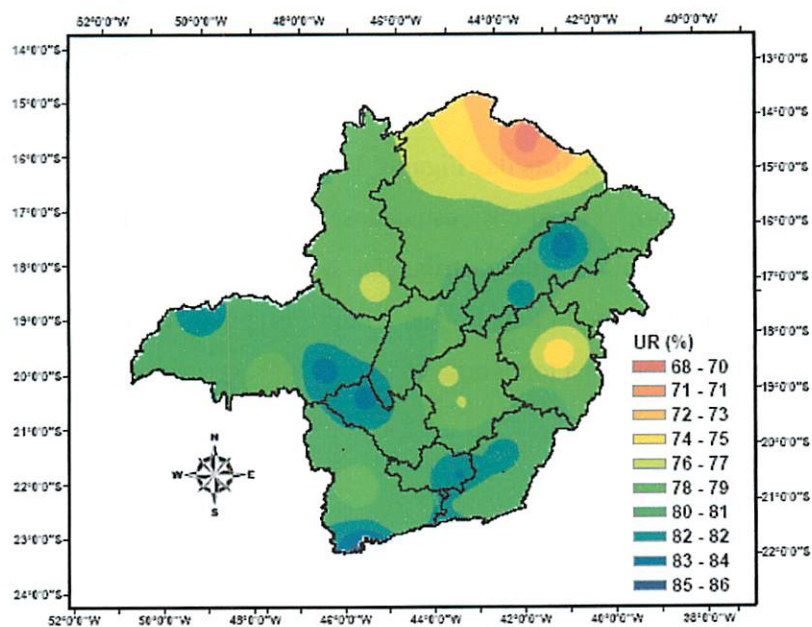 52°0'0"W 50°0'0"W 48°0'0"W 46°0'0"W 44°0'0"W 42°0'0"W
14°0'0"S
15°0'0"S
16°0'0"S
17°0'0"S
18°0'0"S
19°0'0"S
20°0'0"S
21°0'0"S
22°0'0"S
23°0'0"S
24°0'0"S
13°0'0"S
14°0'0"S
15°0'0"S
16°0'0"S
17°0'0"S
18°0'0"S
19°0'0"S
20°0'0"S
21°0'0"S
22°0'0"S
N
W E
S
UR (%)
68 - 70
71 - 71
72 - 73
74 - 75
76 - 77
78 - 79
80 - 81
82 - 82
83 - 84
85 - 86
52°0'0"W 50°0'0"W 48°0'0"W 46°0'0"W 44°0'0"W 42°0'0"W 40°0'0"W 38°0'0"W